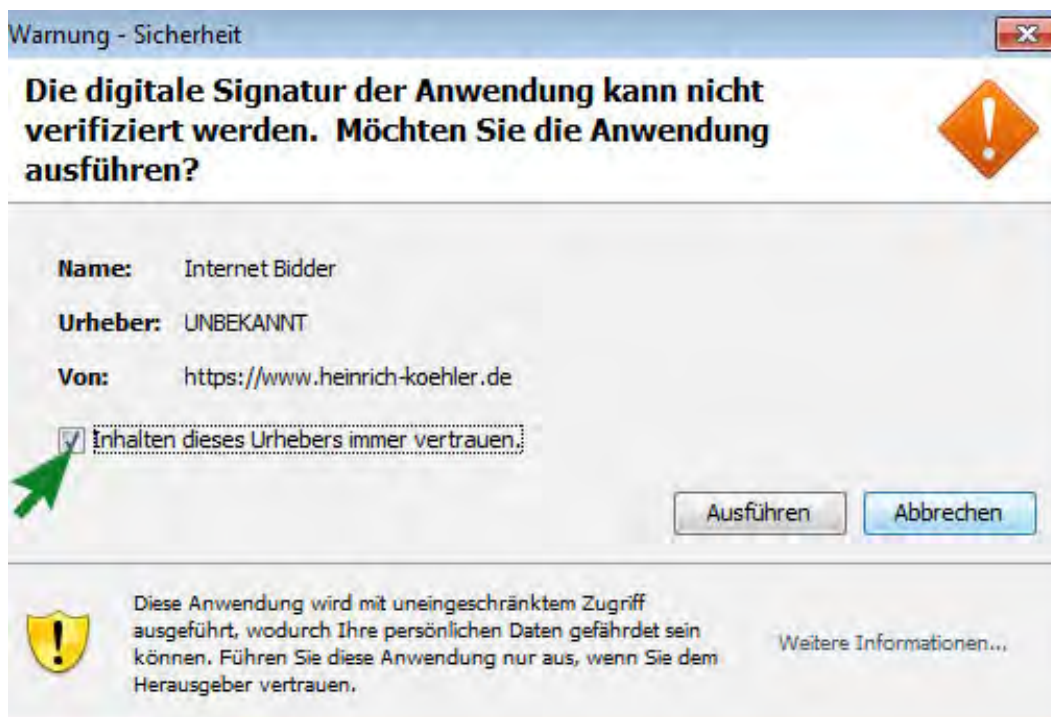 Warnung - Sicherheit
Die digitale Signatur der Anwendung kann nicht
verifiziert werden.  Möchten Sie die Anwendung
ausführen?
Name: Internet Bidder
Urheber: UNBEKANNT
Von: https://www.heinrich-koehler.de
Inhalten dieses Urhebers immer vertrauen.
Ausführen Abbrechen
Diese Anwendung wird mit uneingeschränktem Zugriff
ausgeführt, wodurch Ihre persönlichen Daten gefährdet sein
können. Führen Sie diese Anwendung nur aus, wenn Sie dem
Herausgeber vertrauen.
Weitere Informationen...